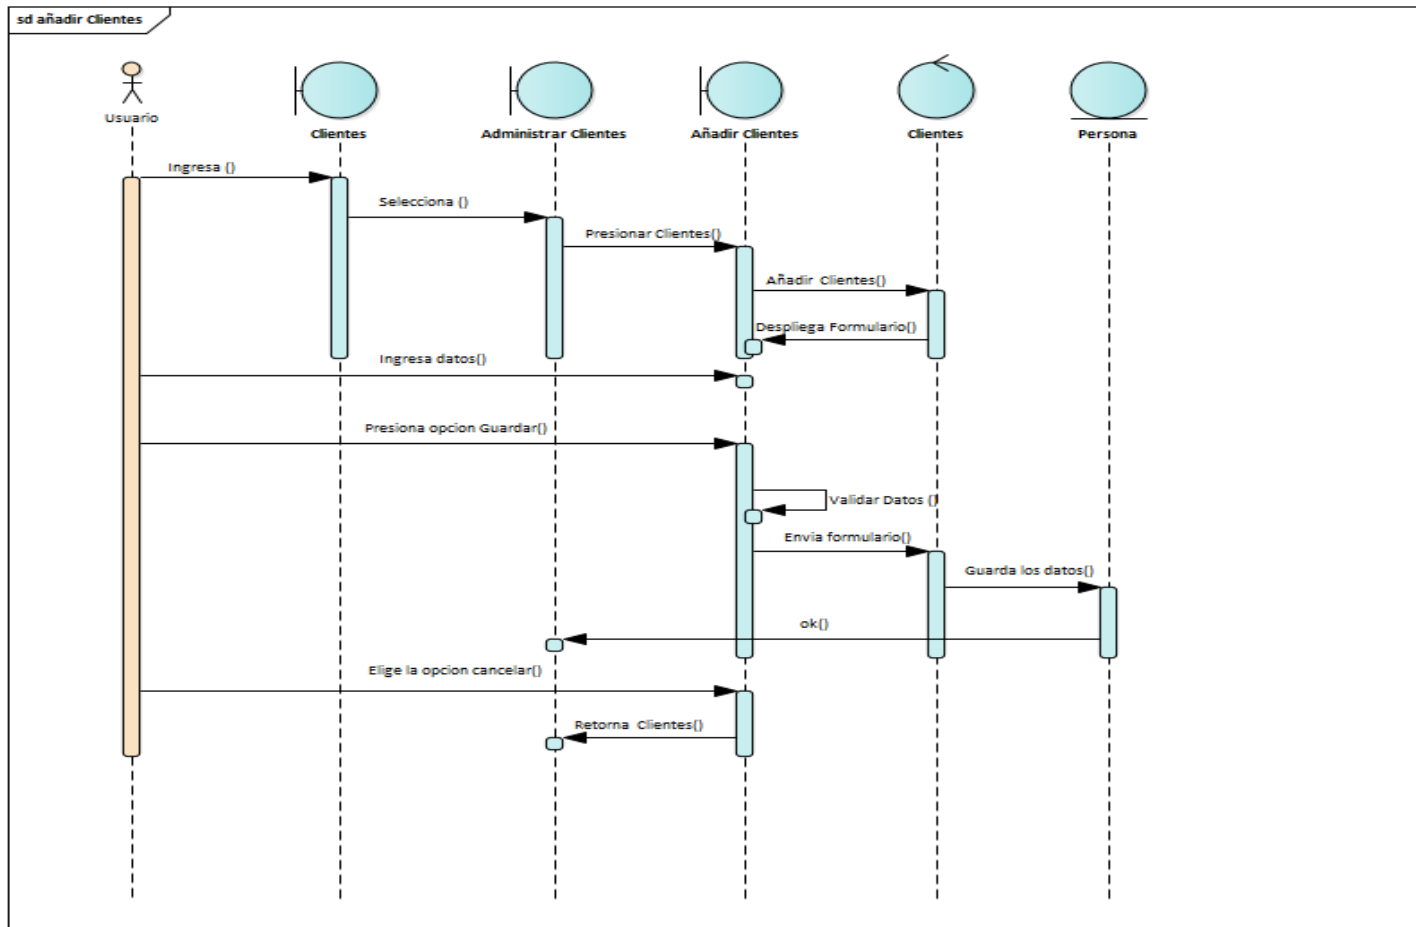 sd añadir Clientes
Usuario
Clientes
Administrar Clientes
Añadir Clientes
Clientes
Persona
Ingresa ()
Selecciona ()
Presionar Clientes()
Añadir Clientes()
Despliega Formulario()
Ingresa datos()
Presiona opcion Guardar()
Validar Datos ()
Envia formulario()
Guarda los datos()
ok()
Elige la opcion cancelar()
Retorna Clientes()